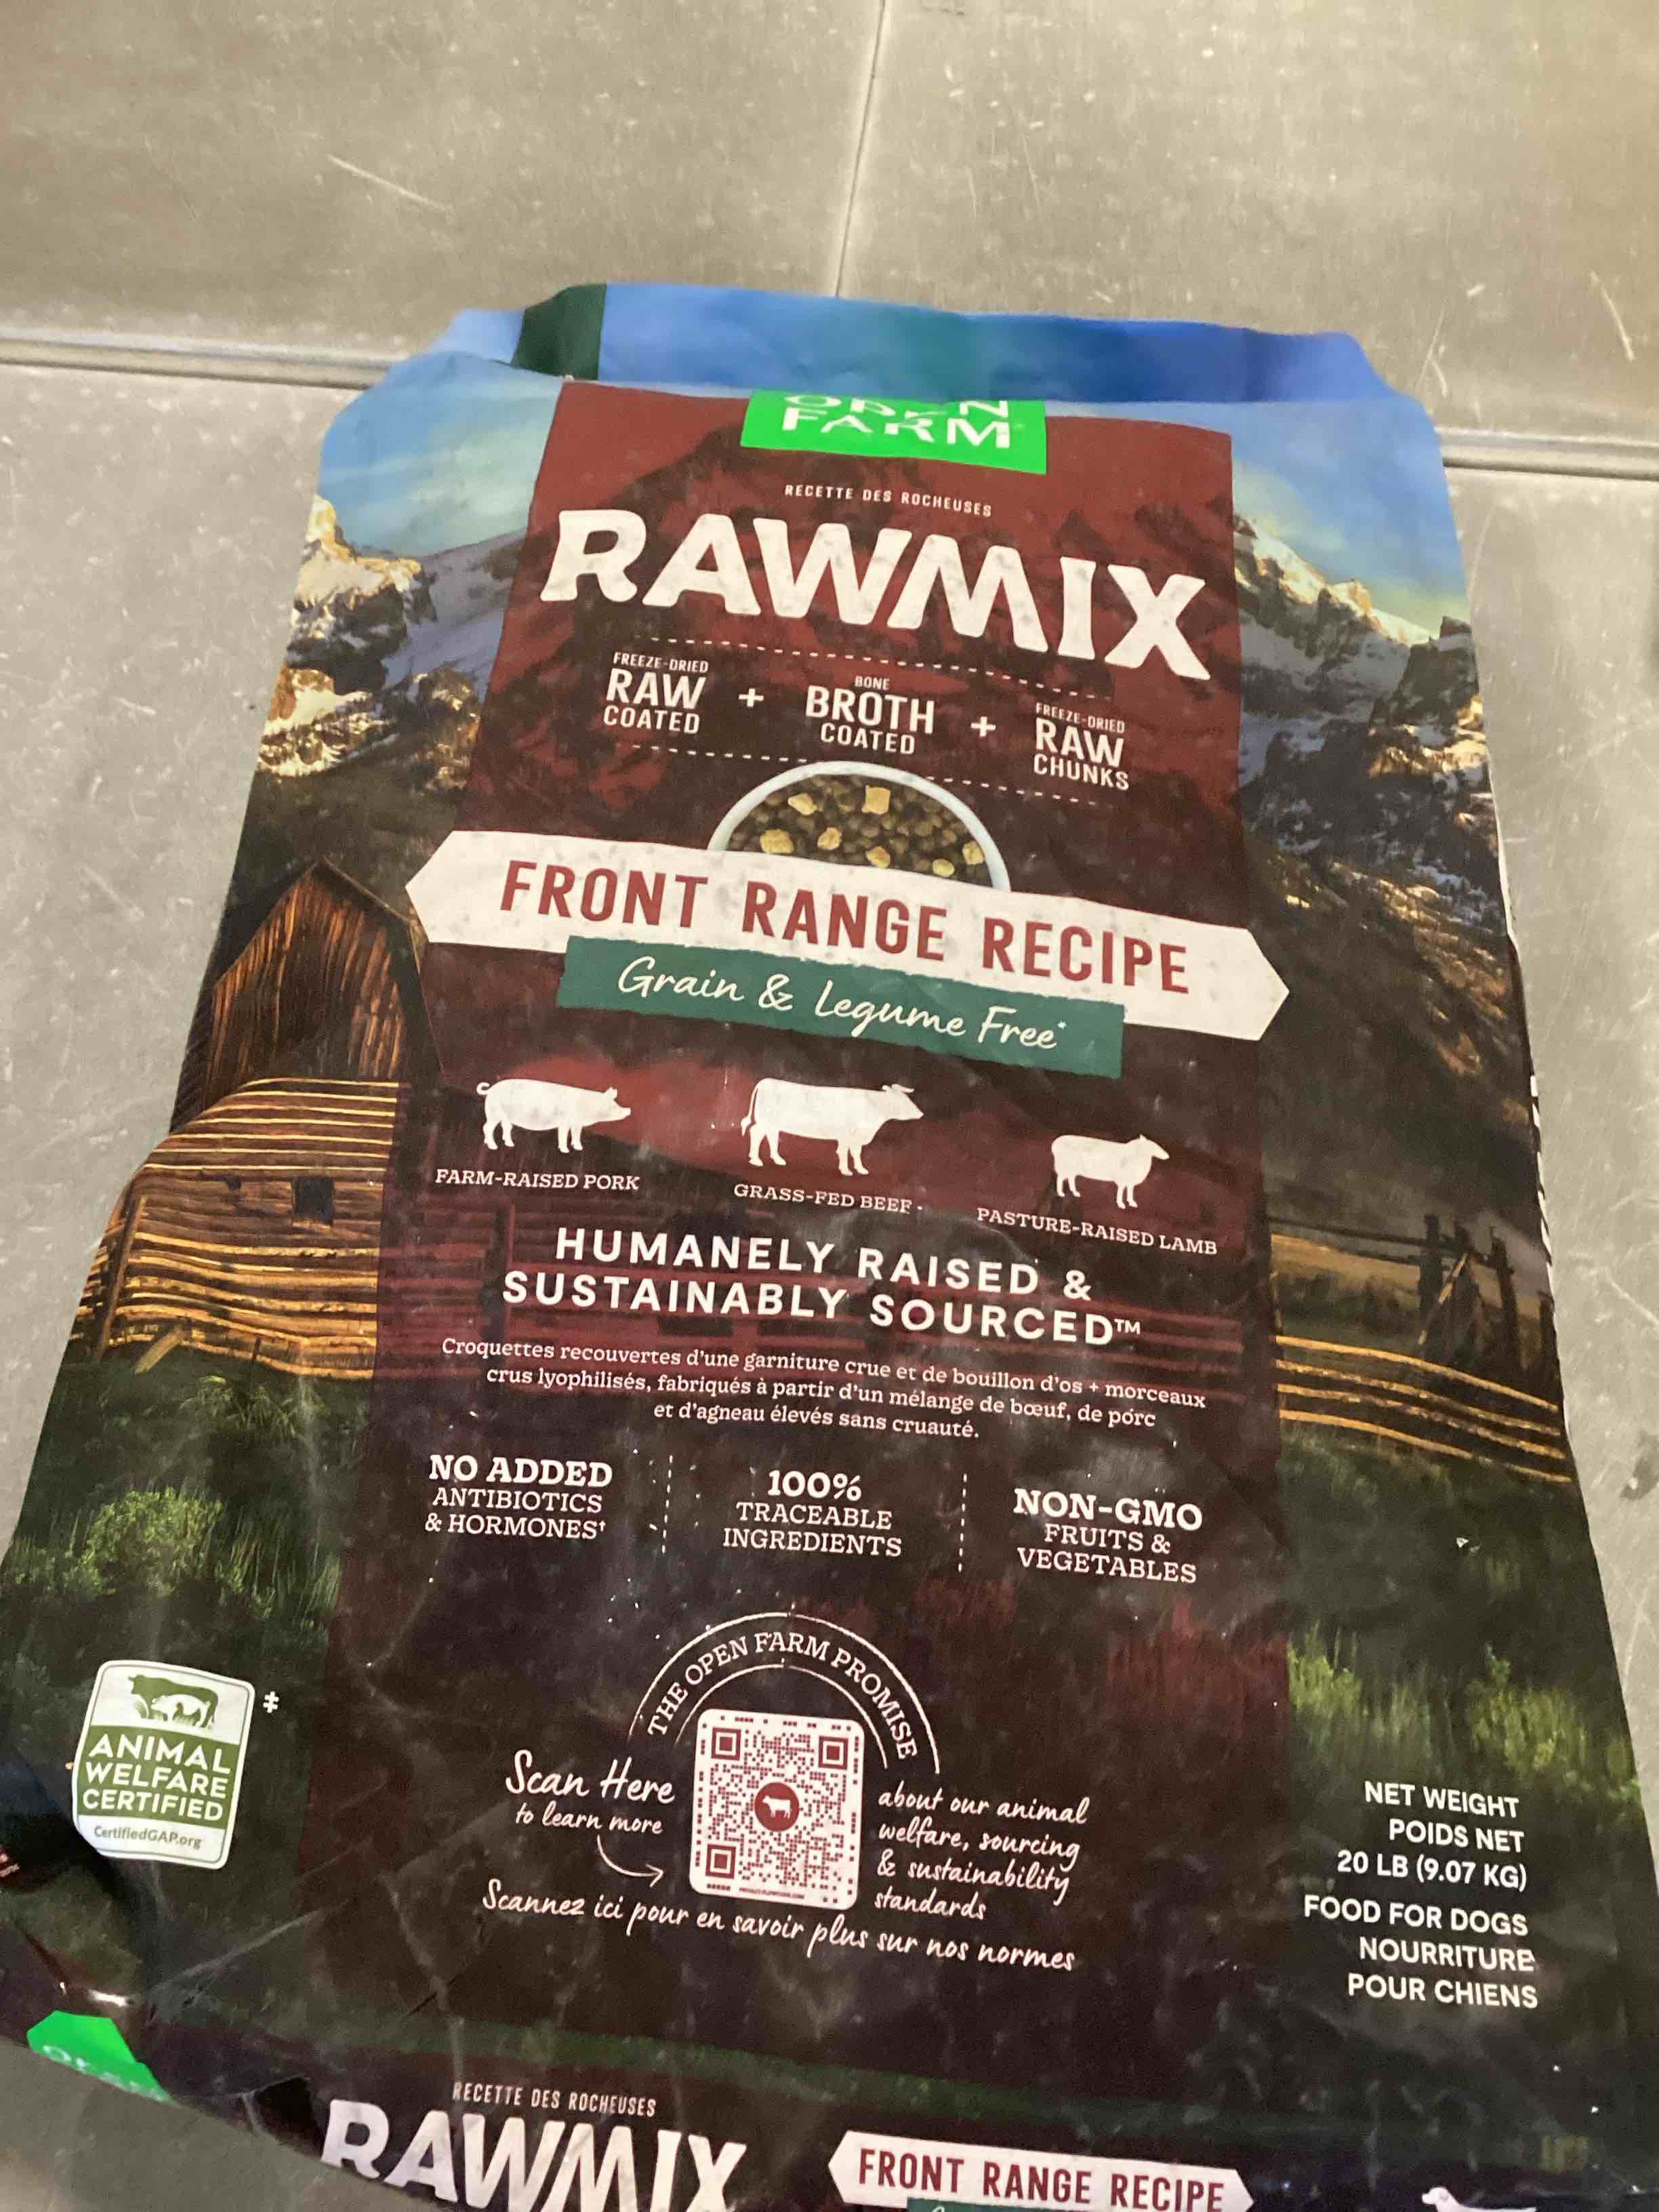 OPEN
FARM
RECETTE DES ROCHEUSES
RAWMIX
FREEZE-DRIED
RAW
COATED
+
BONE
BROTH
COATED
+
FREEZE-DRIED
RAW
CHUNKS
FRONT RANGE RECIPE
Grain & Legume Free*
FARM-RAISED PORK
GRASS-FED BEEF
PASTURE-RAISED LAMB
HUMANELY RAISED &
SUSTAINABLY SOURCED™
Croquettes recouvertes d'une garniture crue et de bouillon d'os + morceaux
crus lyophilisés, fabriqués à partir d'un mélange de bœuf, de porc
et d'agneau élevés sans cruauté.
NO ADDED
ANTIBIOTICS
& HORMONES†
100%
TRACEABLE
INGREDIENTS
NON-GMO
FRUITS &
VEGETABLES
THE OPEN FARM PROMISE
Scan Here
to learn more
about our animal
welfare, sourcing
& sustainability
standards
Scannez ici pour en savoir plus sur nos normes
ANIMAL
WELFARE
CERTIFIED
CertifiedGAP.org
‡
NET WEIGHT
POIDS NET
20 LB (9.07 KG)
FOOD FOR DOGS
NOURRITURE
POUR CHIENS
RECETTE DES ROCHEUSES
RAWMIX
FRONT RANGE RECIPE